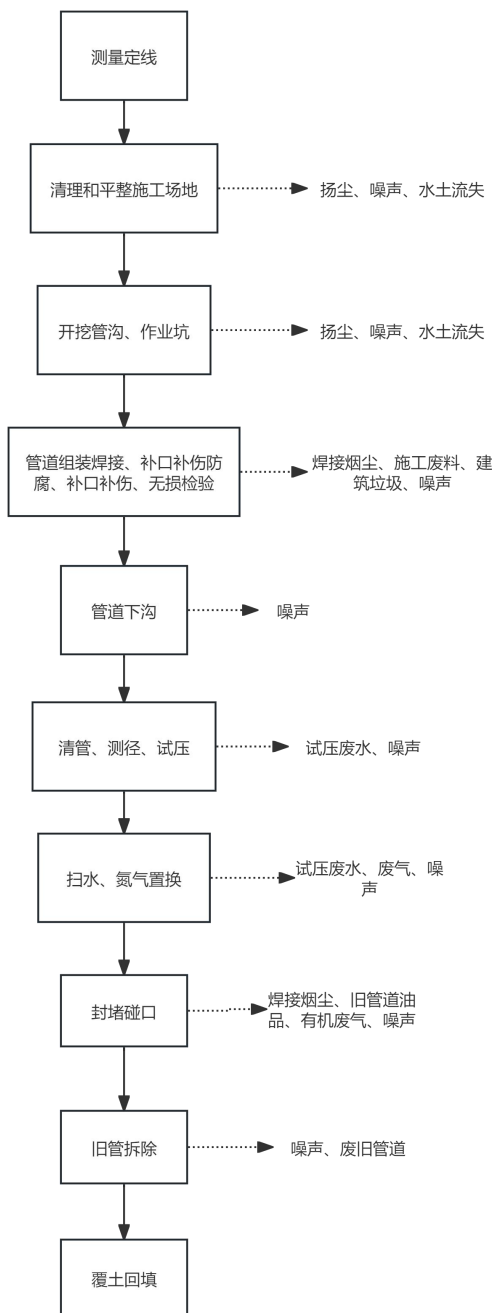 测量定线
清理和平整施工场地
扬尘、噪声、水土流失
开挖管沟、作业坑
扬尘、噪声、水土流失
管道组装焊接、补口补伤防
腐、补口补伤、无损检验
焊接烟尘、施工废料、建
筑垃圾、噪声
管道下沟
噪声
清管、测径、试压
试压废水、噪声
扫水、氮气置换
试压废水、废气、噪
声
封堵碰口
焊接烟尘、旧管道油
品、有机废气、噪声
旧管拆除
噪声、废旧管道
覆土回填